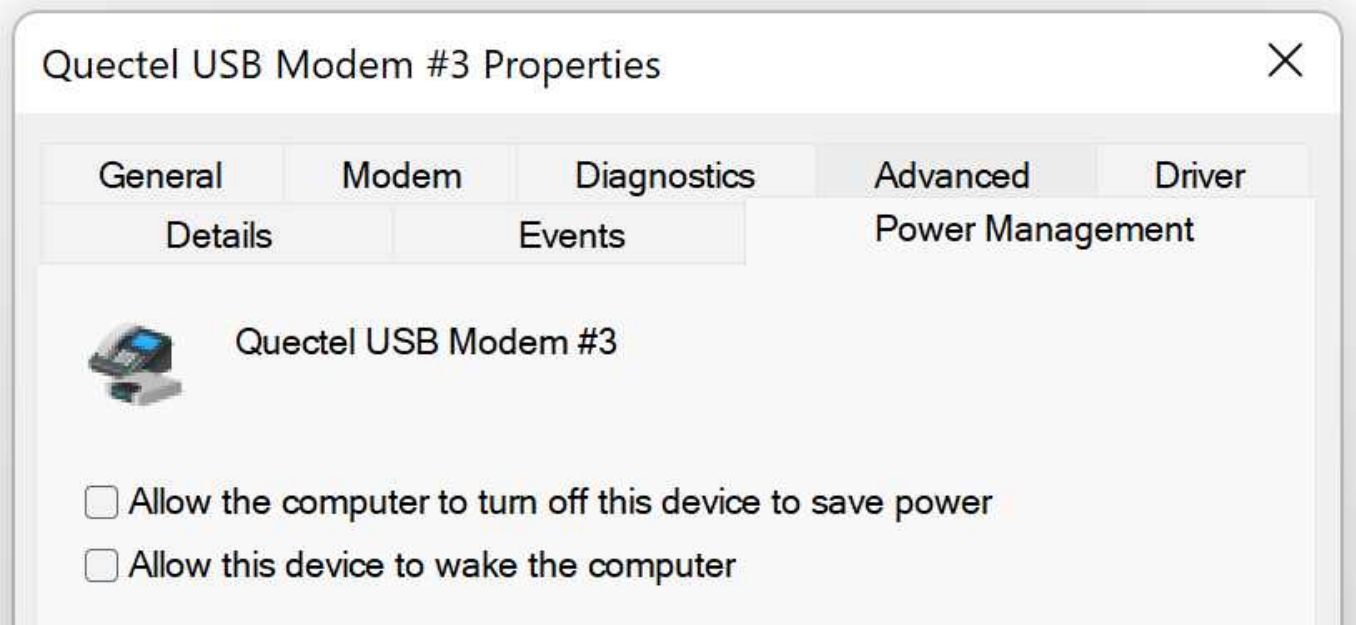 Quectel USB Modem #3 Properties
General Modem Diagnostics Advanced Driver
Details Events Power Management
Quectel USB Modem #3
Allow the computer to turn off this device to save power
Allow this device to wake the computer